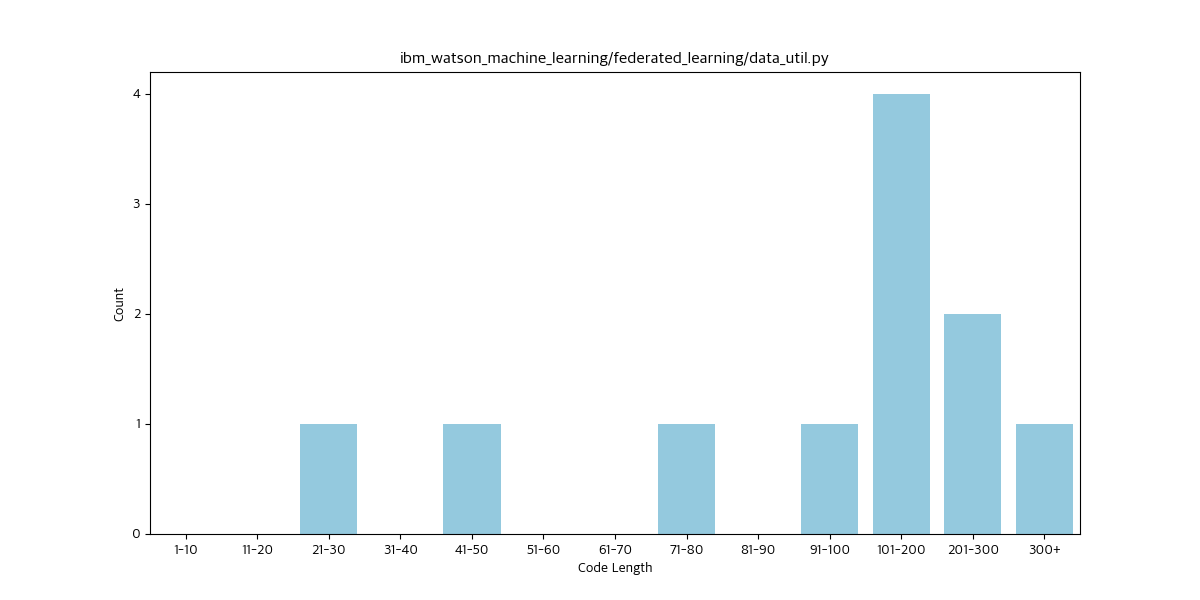 ibm_watson_machine_learning/federated_learning/data_util.py
Count
4
3
2
1
0
1-10 11-20 21-30 31-40 41-50 51-60 61-70 71-80 81-90 91-100 101-200 201-300 300+
Code Length